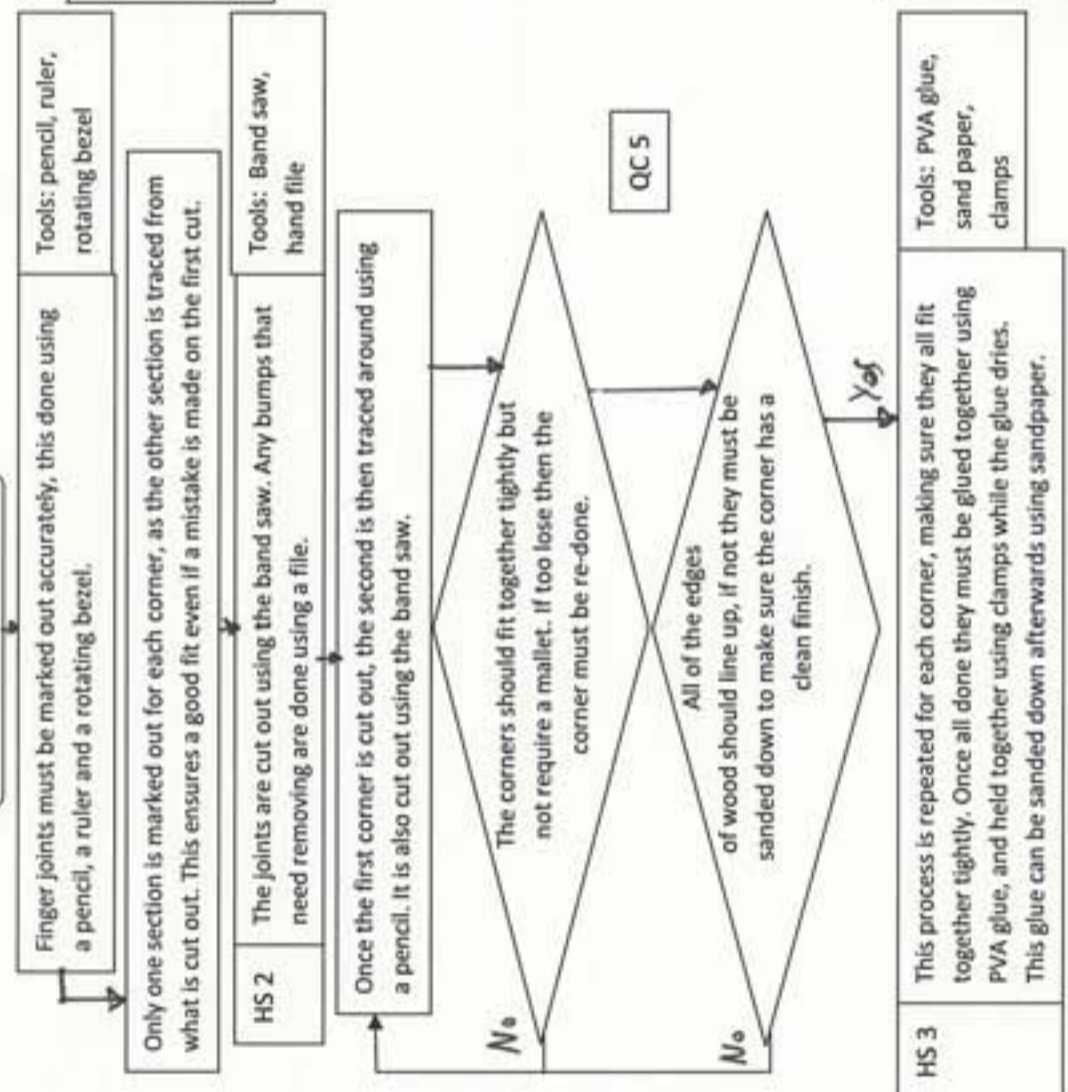 Finger joints must be marked out accurately, this done using
a pencil, a ruler and a rotating bezel.
Tools: pencil, ruler,
rotating bezel
Only one section is marked out for each corner, as the other section is traced from
what is cut out. This ensures a good fit even if a mistake is made on the first cut.
HS 2
The joints are cut out using the band saw. Any bumps that
need removing are done using a file.
Tools: Band saw,
hand file
Once the first corner is cut out, the second is then traced around using
a pencil. It is also cut out using the band saw.
No
The corners should fit together tightly but
not require a mallet. If too lose then the
corner must be re-done.
QC 5
No
All of the edges
of wood should line up, if not they must be
sanded down to make sure the corner has a
clean finish.
Yes
HS 3
This process is repeated for each corner, making sure they all fit
together tightly. Once all done they must be glued together using
PVA glue, and held together using clamps while the glue dries.
This glue can be sanded down afterwards using sandpaper.
Tools: PVA glue,
sand paper,
clamps